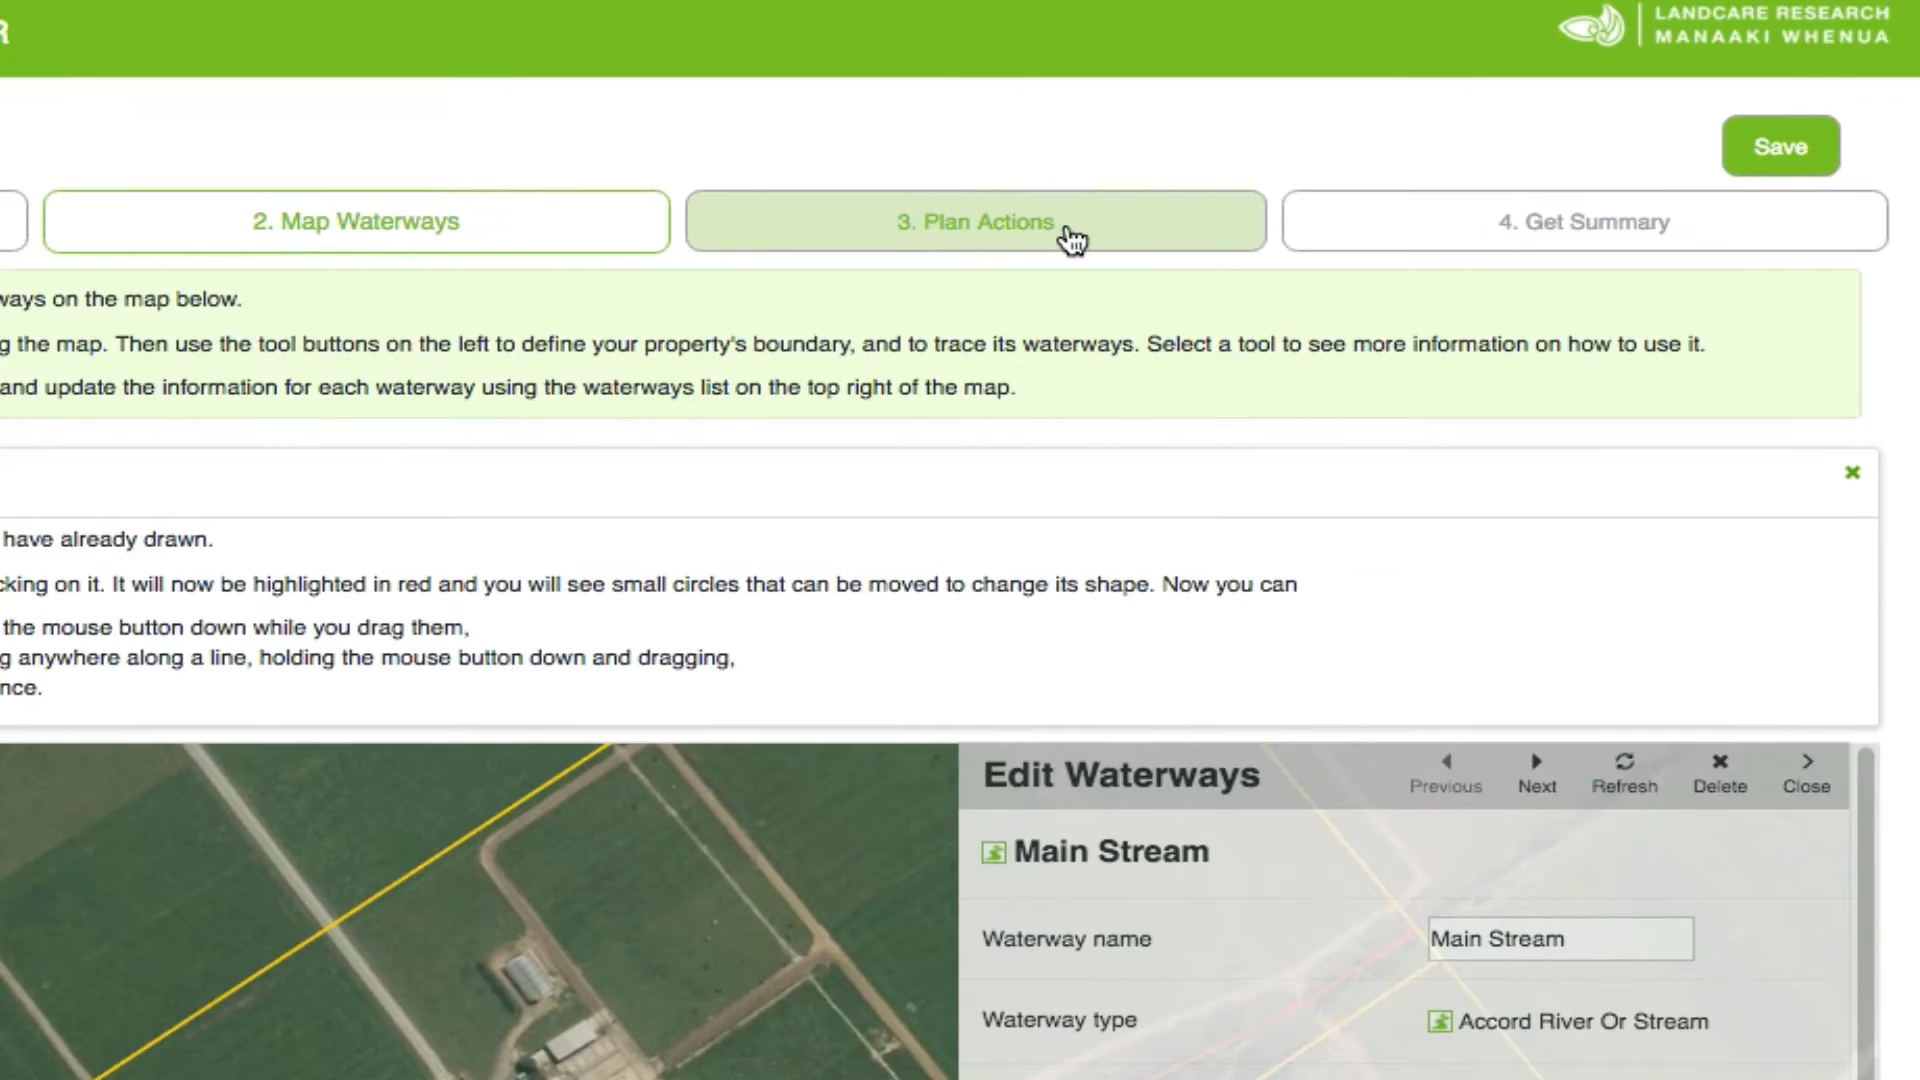 R
LANDCARE RESEARCH
MANAAKI WHENUA
Save
2. Map Waterways
3. Plan Actions
4. Get Summary
ways on the map below.
g the map. Then use the tool buttons on the left to define your property's boundary, and to trace its waterways. Select a tool to see more information on how to use it.
and update the information for each waterway using the waterways list on the top right of the map.
have already drawn.
cking on it. It will now be highlighted in red and you will see small circles that can be moved to change its shape. Now you can
the mouse button down while you drag them,
g anywhere along a line, holding the mouse button down and dragging,
nce.
Edit Waterways
Previous
Next
Refresh
Delete
Close
Main Stream
Waterway name
Main Stream
Waterway type
Accord River Or Stream